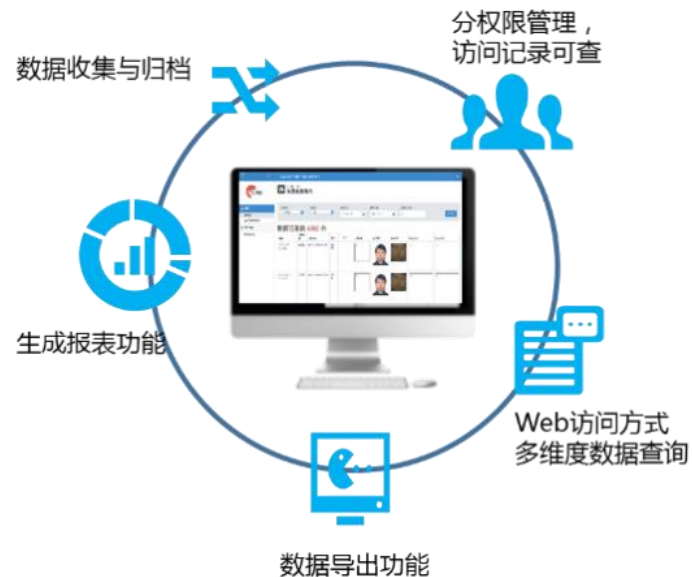 分权限管理，
访问记录可查
数据收集与归档
生成报表功能
Web访问方式
多维度数据查询
数据导出功能